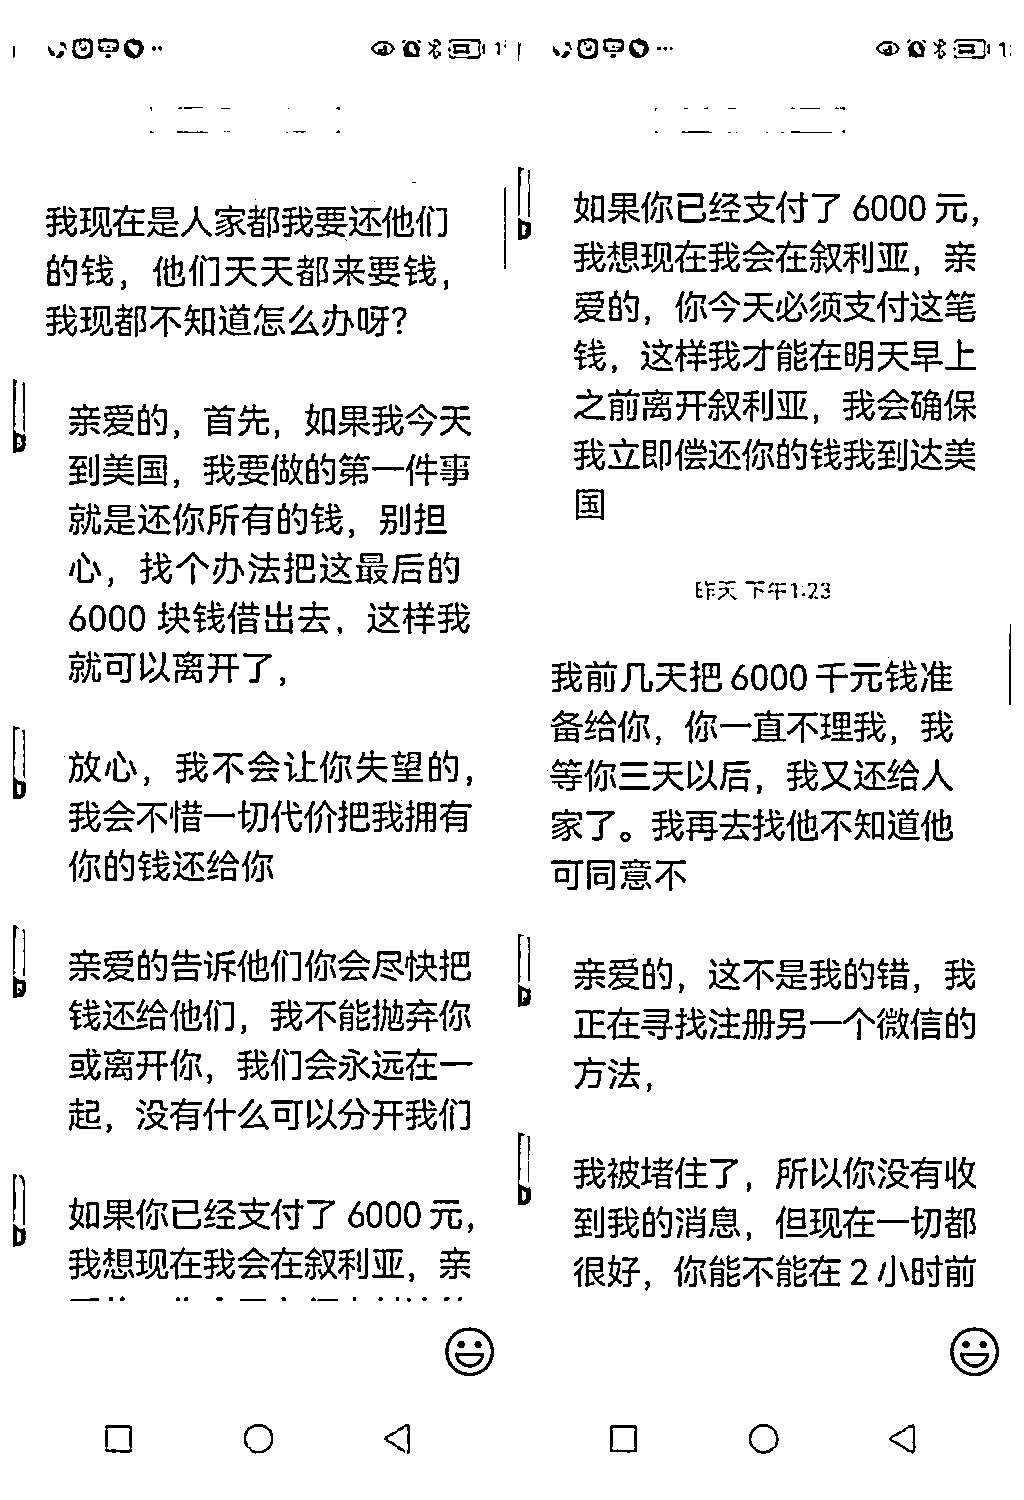 我现在是人家都我要还他们
的钱，他们天天都来要钱，
我现都不知道怎么办呀?
亲爱的，首先，如果我今天
到美国，我要做的第一件事
就是还你所有的钱，别担
心，找个办法把这最后的
6000 块钱借出去，这样我
就可以离开了，
放心，我不会让你失望的，
我会不惜一切代价把我拥有
你的钱还给你
亲爱的告诉他们你会尽快把
钱还给他们，我不能抛弃你
或离开你，我们会永远在一
起，没有什么可以分开我们
如果你已经支付了 6000 元，
我想现在我会在叙利亚，亲
如果你已经支付了 6000 元，
我想现在我会在叙利亚，亲
爱的，你今天必须支付这笔
钱，这样我才能在明天早上
之前离开叙利亚，我会确保
我立即偿还你的钱我到达美
国
昨天 下午1:23
我前几天把 6000 千元钱准
备给你，你一直不理我，我
等你三天以后，我又还给人
家了。我再去找他不知道他
可同意不
亲爱的，这不是我的错，我
正在寻找注册另一个微信的
方法，
我被堵住了，所以你没有收
到我的消息，但现在一切都
很好，你能不能在 2 小时前